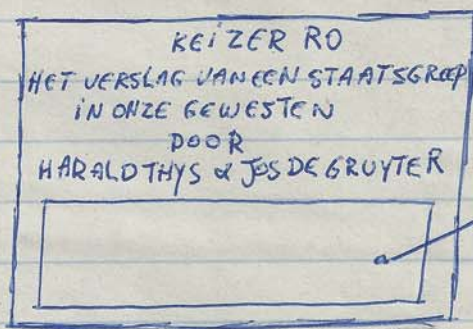 KEIZER RO
HET VERSLAG VAN EEN STAATSGREEP
IN ONZE GEWESTEN
DOOR
HARALD THYS & JOS DE GRUYTER
a